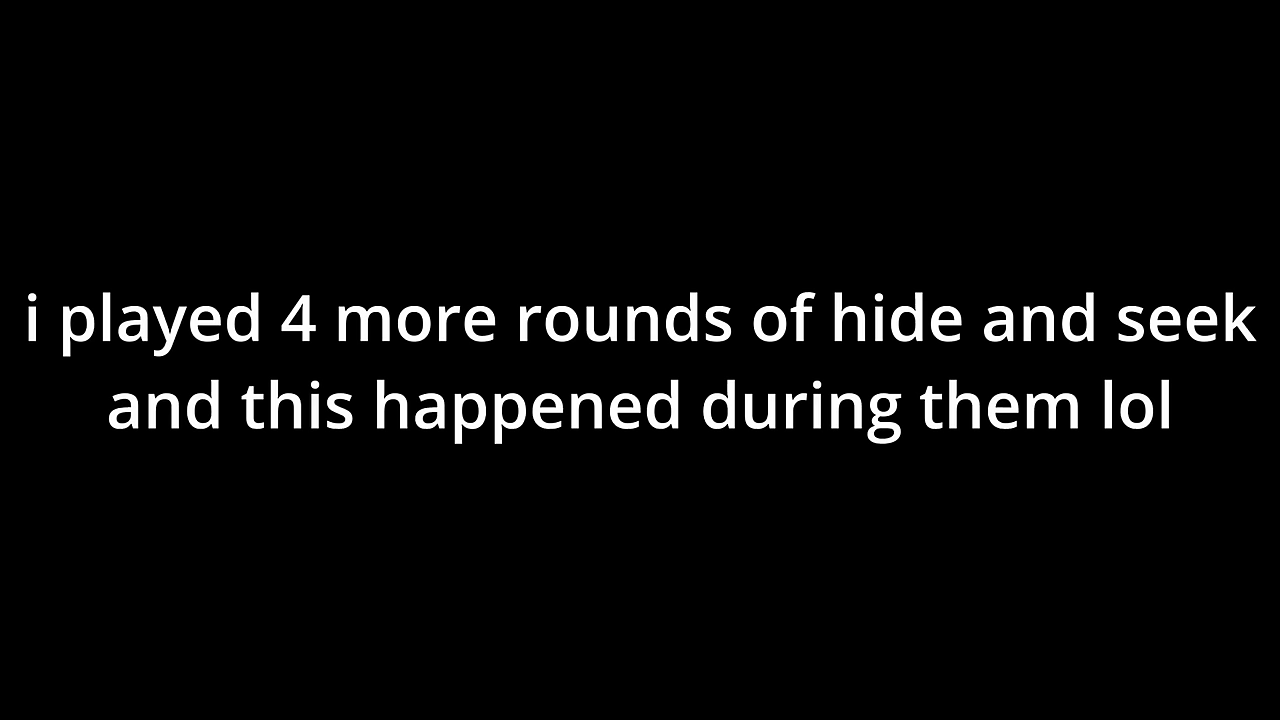 i played 4 more rounds of hide and seek
and this happened during them lol